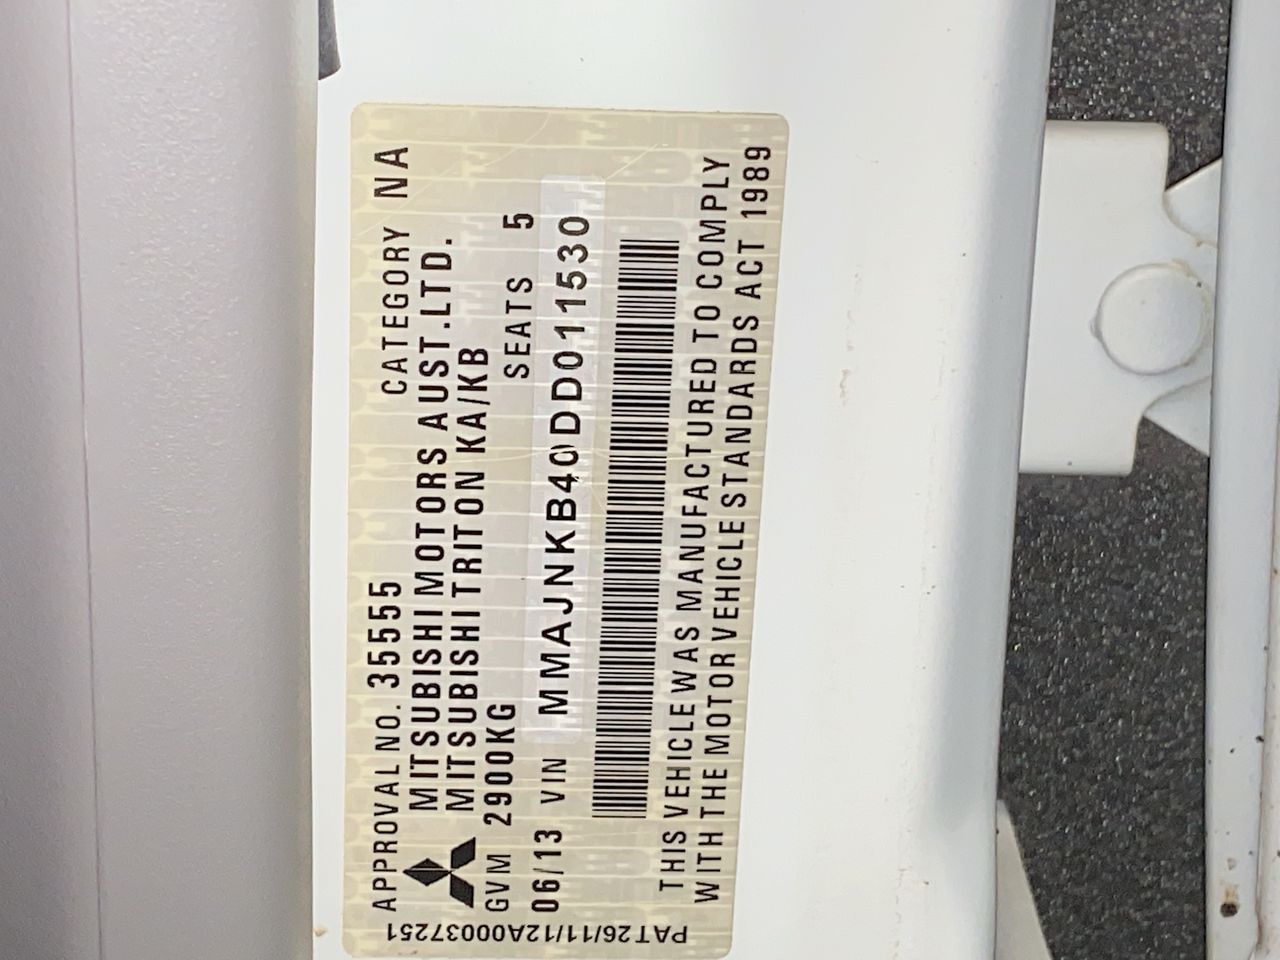 APPROVAL NO. 35555 CATEGORY NA
MITSUBISHI MOTORS AUST.LTD.
MITSUBISHI TRITON KA/KB
GVM 2900KG SEATS 5
06/13 VIN MMAJNKB40DD011530
THIS VEHICLE WAS MANUFACTURED TO COMPLY
WITH THE MOTOR VEHICLE STANDARDS ACT 1989
PAT26/11/12A00037251